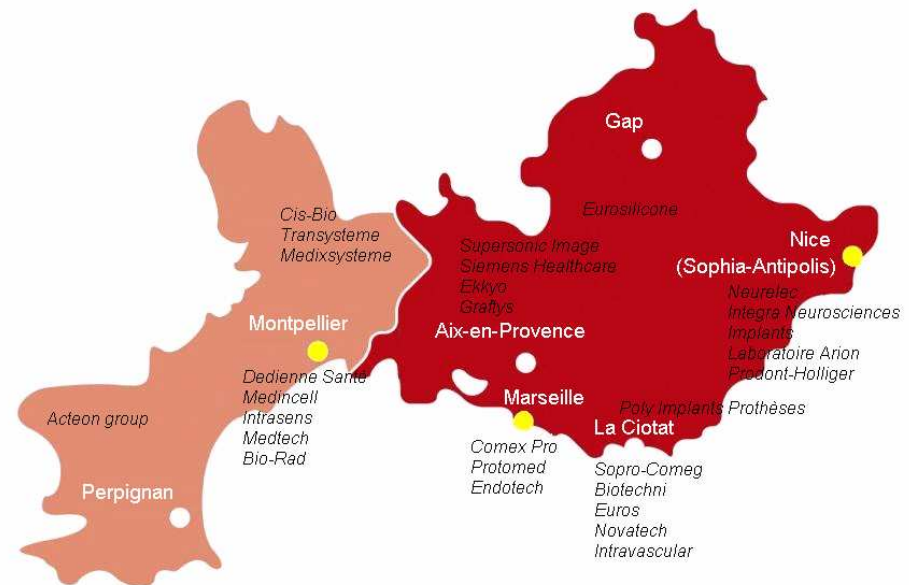 Gap
Eurosilicone
Cis-Bio
Transysteme
Medixsysteme
Supersonic Image
Siemens Healthcare
Ekkyo
Graftys
Nice
(Sophia-Antipolis)
Neurelec
Integra Neurosciences
Implants
Laboratoire Arion
Prodont-Holliger
Montpellier
Aix-en-Provence
Dedienne Santé
Medincell
Intrasens
Medtech
Bio-Rad
Acteon group
Marseille
Poly Implants Prothèses
La Ciotat
Comex Pro
Protomed
Endotech
Sopro-Comeg
Biotechni
Euros
Novatech
Intravascular
Perpignan